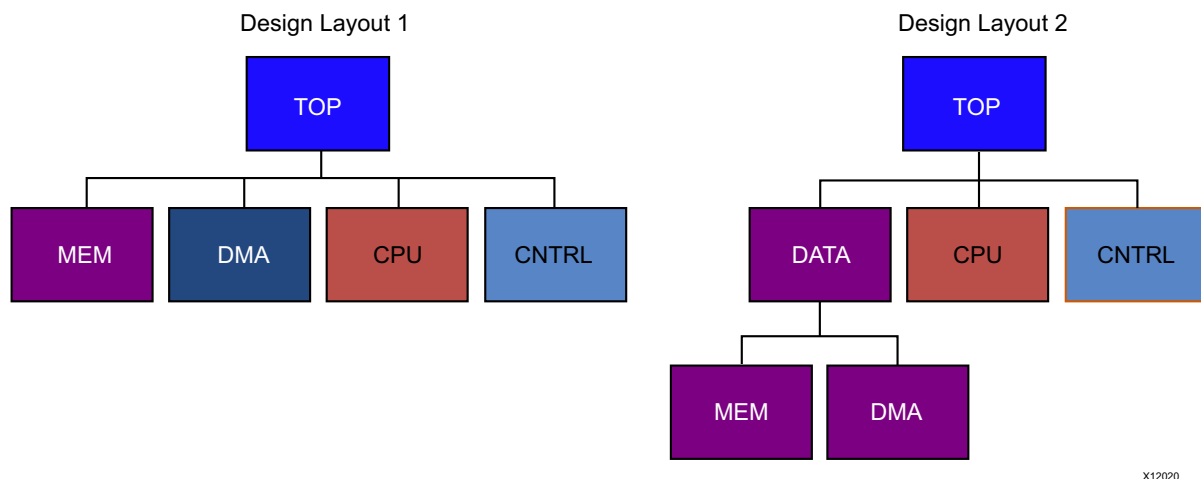 Design Layout 1
TOP
MEM
DMA
CPU
CNTRL
Design Layout 2
TOP
DATA
CPU
CNTRL
MEM
DMA
X12020